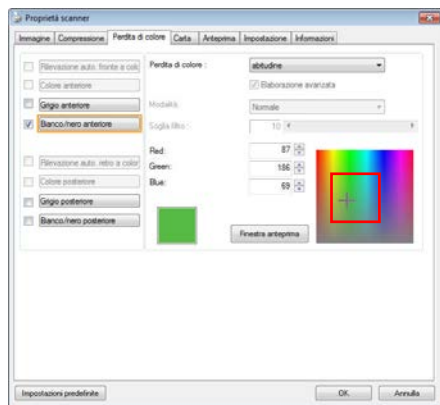 Proprietà scanner
Immagine Compressione Perdita di colore Carta Anteprima Impostazione Informazioni
Rilevazione auto. fronte a colo
Colore anteriore
Grigio anteriore
Bianco/nero anteriore
Rilevazione auto. retro a color
Colore posteriore
Grigio posteriore
Bianco/nero posteriore
Perdita di colore : abitudine
Elaborazione avanzata
Modalità: Normale
Soglia filtro : 10
Red: 87
Green: 186
Blue: 69
Finestra anteprima
Impostazioni predefinite OK Annulla